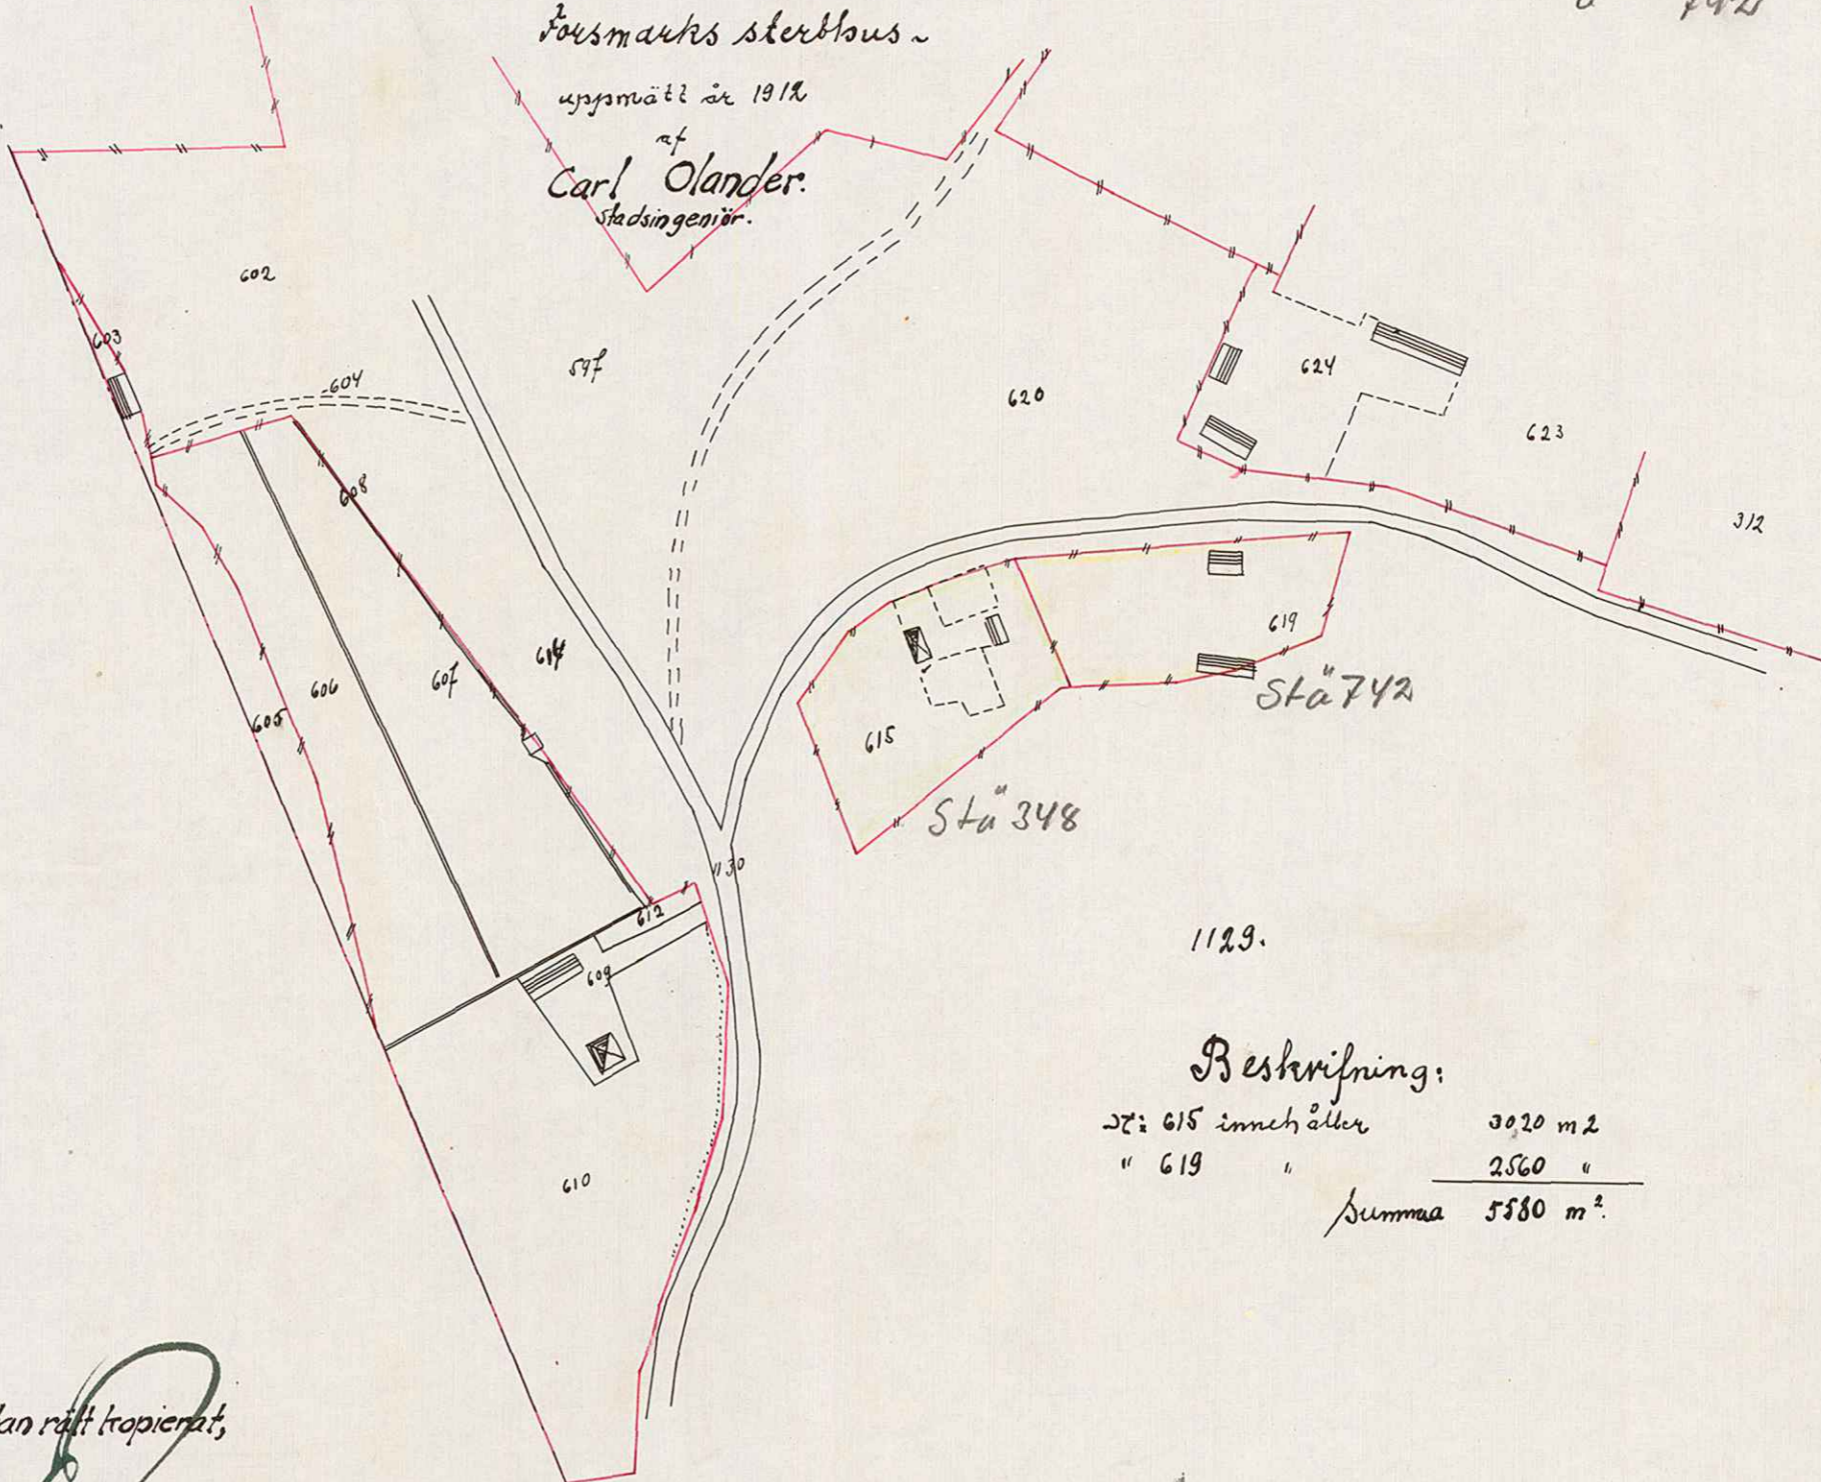 742
Forsmarks sterbhus
uppmätt år 1912
af
Carl Olander.
Stadsingeniör.
602
603
604
597
620
624
623
312
608
606
607
614
605
619
615
Stä 742
Stä 348
1130
612
609
610
1129.
Beskrifning:
615 innehåller 3020 m2
" 619 " 2560 "
Summa 5580 m².
rätt kopierat,